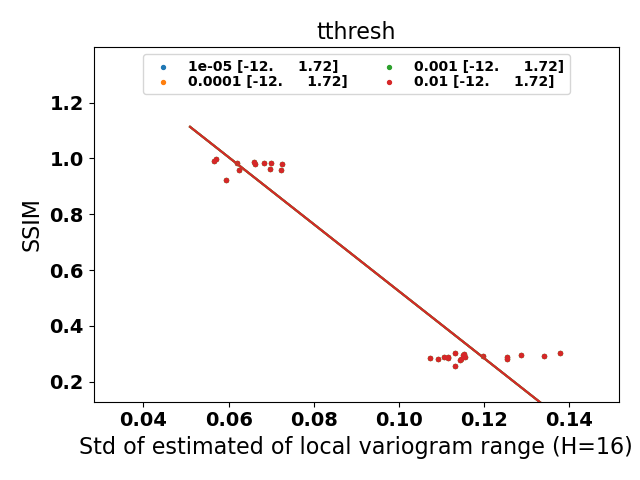 tthresh
1e-05 [-12. 1.72]
0.0001 [-12. 1.72]
0.001 [-12. 1.72]
0.01 [-12. 1.72]
SSIM
1.2
1.0
0.8
0.6
0.4
0.2
0.04 0.06 0.08 0.10 0.12 0.14
Std of estimated of local variogram range (H=16)